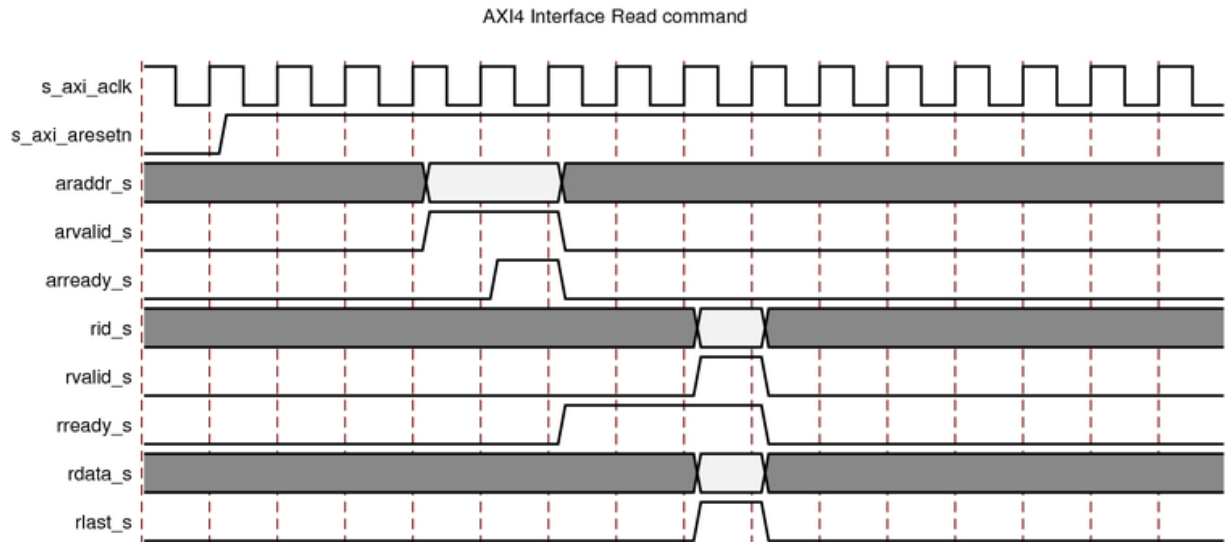 AXI4 Interface Read command
s_axi_aclk
s_axi_aresetn
araddr_s
arvalid_s
arready_s
rid_s
rvalid_s
rready_s
rdata_s
rlast_s